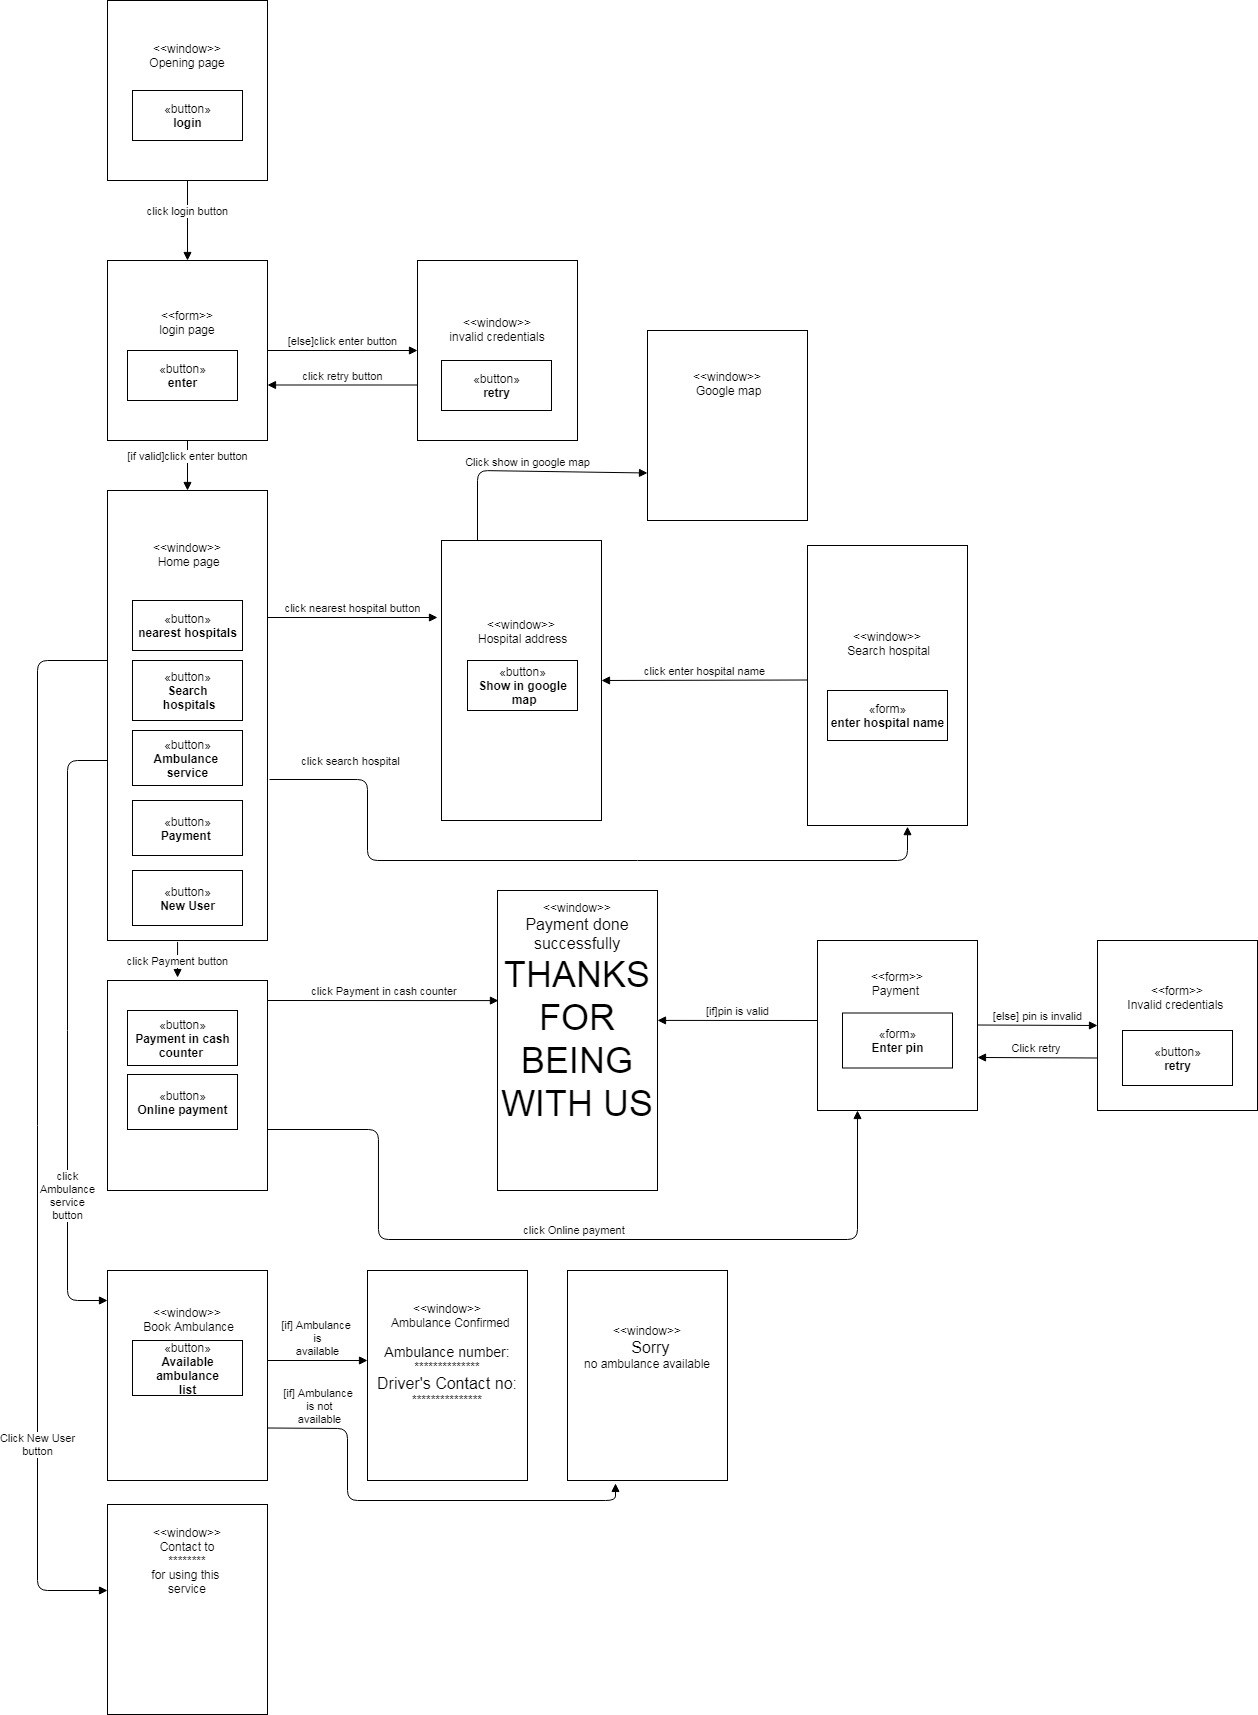 <<window>>
Opening page
«button»
login
click login button
<<form>>
login page
«button»
enter
[else]click enter button
click retry button
<<window>>
invalid credentials
«button»
retry
<<window>>
Google map
[if valid]click enter button
Click show in google map
<<window>>
Home page
«button»
nearest hospitals
«button»
Search
hospitals
«button»
Ambulance
service
«button»
Payment
«button»
New User
click nearest hospital button
<<window>>
Hospital address
«button»
Show in google
map
click enter hospital name
<<window>>
Search hospital
«form»
enter hospital name
click search hospital
click Payment button
«button»
Payment in cash
counter
«button»
Online payment
click Payment in cash counter
<<window>>
Payment done
successfully
THANKS
FOR
BEING
WITH US
[if]pin is valid
<<form>>
Payment
«form»
Enter pin
[else] pin is invalid
Click retry
<<form>>
Invalid credentials
«button»
retry
click Online payment
click
Ambulance
service
button
<<window>>
Book Ambulance
«button»
Available
ambulance
list
[if] Ambulance
is
available
[if] Ambulance
is not
available
<<window>>
Ambulance Confirmed
Ambulance number:
**************
Driver's Contact no:
***************
<<window>>
Sorry
no ambulance available
Click New User
button
<<window>>
Contact to
********
for using this
service